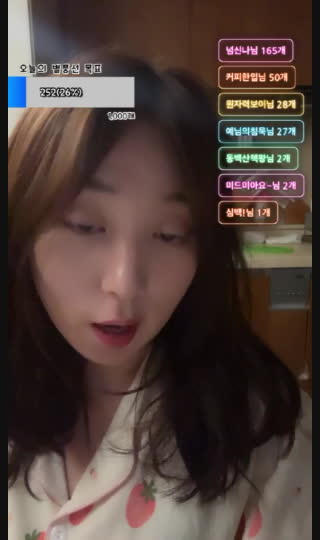 오늘의 별풍선 목표
252(26%)
1,000개
넘신나님 165개
커피한입님 50개
원자력보이님 28개
예님의침묵님 27개
동백산책왕님 2개
미드미아요~님 2개
심백!님 1개